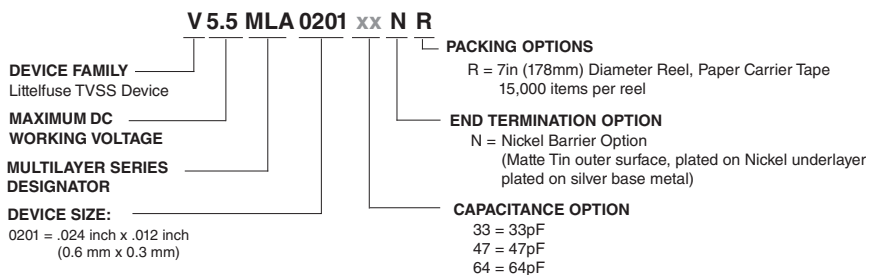 V 5.5 MLA 0201 xx N R
DEVICE FAMILY
Littelfuse TVSS Device
MAXIMUM DC
WORKING VOLTAGE
MULTILAYER SERIES
DESIGNATOR
DEVICE SIZE:
0201 = .024 inch x .012 inch
(0.6 mm x 0.3 mm)
PACKING OPTIONS
R = 7in (178mm) Diameter Reel, Paper Carrier Tape
15,000 items per reel
END TERMINATION OPTION
N = Nickel Barrier Option
(Matte Tin outer surface, plated on Nickel underlayer
plated on silver base metal)
CAPACITANCE OPTION
33 = 33pF
47 = 47pF
64 = 64pF